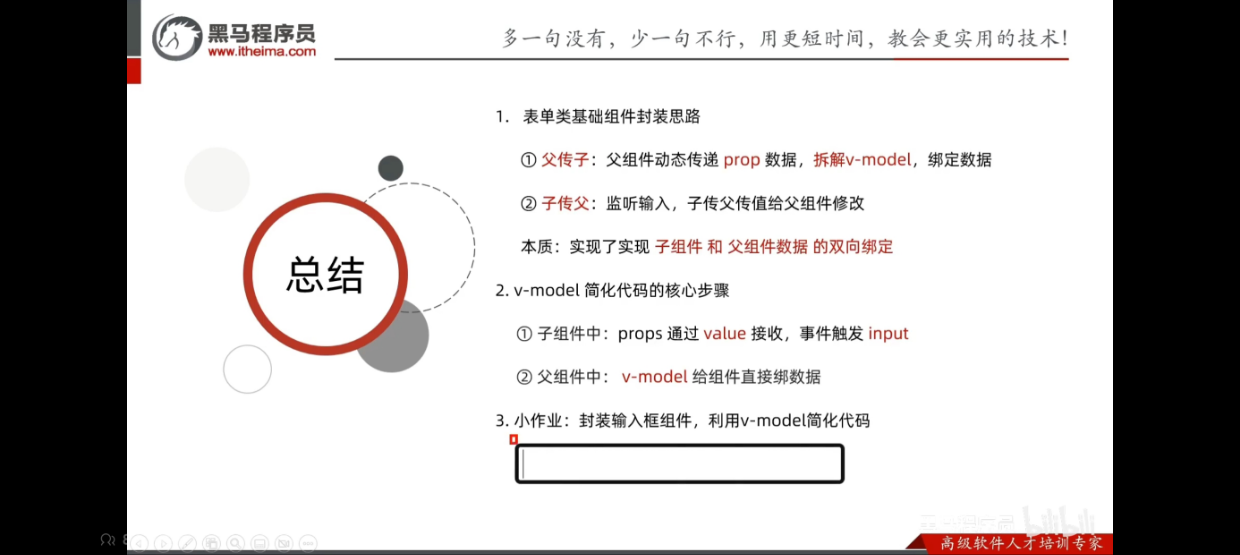 黑马程序员
www.itheima.com
多一句没有，少一句不行，用更短时间，教会更实用的技术！
总结
1. 表单类基础组件封装思路
① 父传子：父组件动态传递 prop 数据，拆解v-model，绑定数据
② 子传父：监听输入，子传父传值给父组件修改
本质：实现了实现 子组件 和 父组件数据 的双向绑定
2. v-model 简化代码的核心步骤
① 子组件中：props 通过 value 接收，事件触发 input
② 父组件中： v-model 给组件直接绑数据
3. 小作业：封装输入框组件，利用v-model简化代码
黑马程序员 bilibili
高级软件人才培训专家